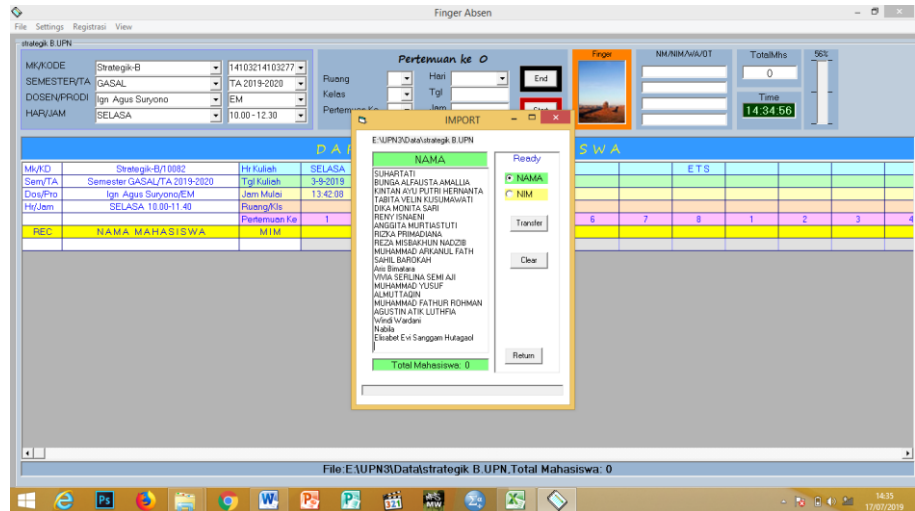 Finger Absen
File Settings Registrasi View
strategik B.UPN
MK/KODE Strategik-B 14103214103277
SEMESTER/TA GASAL TA 2019-2020
DOSEN/PRODI Ign Agus Suryono EM
HARI/JAM SELASA 10.00 - 12.30
Pertemuan ke 0
Ruang Hari End
Kelas Tgl
Pertemuan Ke Jam Start
Finger
NM/NIM/WA/OT
TotalMhs
0
Time
14:34:56
56%
IMPORT
E:\UPN3\Data\strategik B.UPN
NAMA
SUHARTATI
BUNGA ALFAUSTA AMALLIA
KINTAN AYU PUTRI HERNANTA
TABITA VELIN KUSUMAWATI
DIKA MONITA SARI
RENY ISNAENI
ANGGITA MURTIASTUTI
RIZKA PRIMADIANA
REZA MISBAKHUN NADZIB
MUHAMMAD ARKANUL FATH
SAHIL BAROKAH
Aris Bimatara
VIVIA SERLINA SEMI AJI
MUHAMMAD YUSUF
ALMUTTAQIN
MUHAMMAD FATHUR ROHMAN
AGUSTIN ATIK LUTHFIA
Windi Wardani
Nabila
Elisabet Evi Sanggam Hutagaol
Total Mahasiswa: 0
Ready
NAMA
NIM
Transfer
Clear
Return
D A F S W A
Mk/KD Strategik-B/10082 Hr Kuliah SELASA E T S
Sem/TA Semester GASAL/TA 2019-2020 Tgl Kuliah 3-9-2019
Dos/Pro Ign Agus Suryono/EM Jam Mulai 13:42:08
Hr/Jam SELASA 10.00-11.40 Ruang/Kls
Pertemuan Ke 1 6 7 8 1 2 3 4
REC NAMA MAHASISWA MIM
File:E:\UPN3\Data\strategik B.UPN,Total Mahasiswa: 0
14:35
17/07/2019